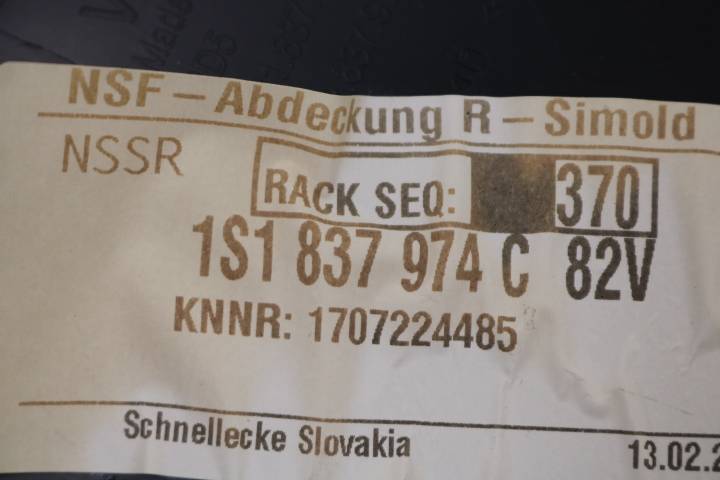 NSF - Abdeckung R - Simold
NSSR
RACK SEQ: 370
1S1 837 974 C 82V
KNNR: 1707224485
Schnellecke Slovakia
13.02.2